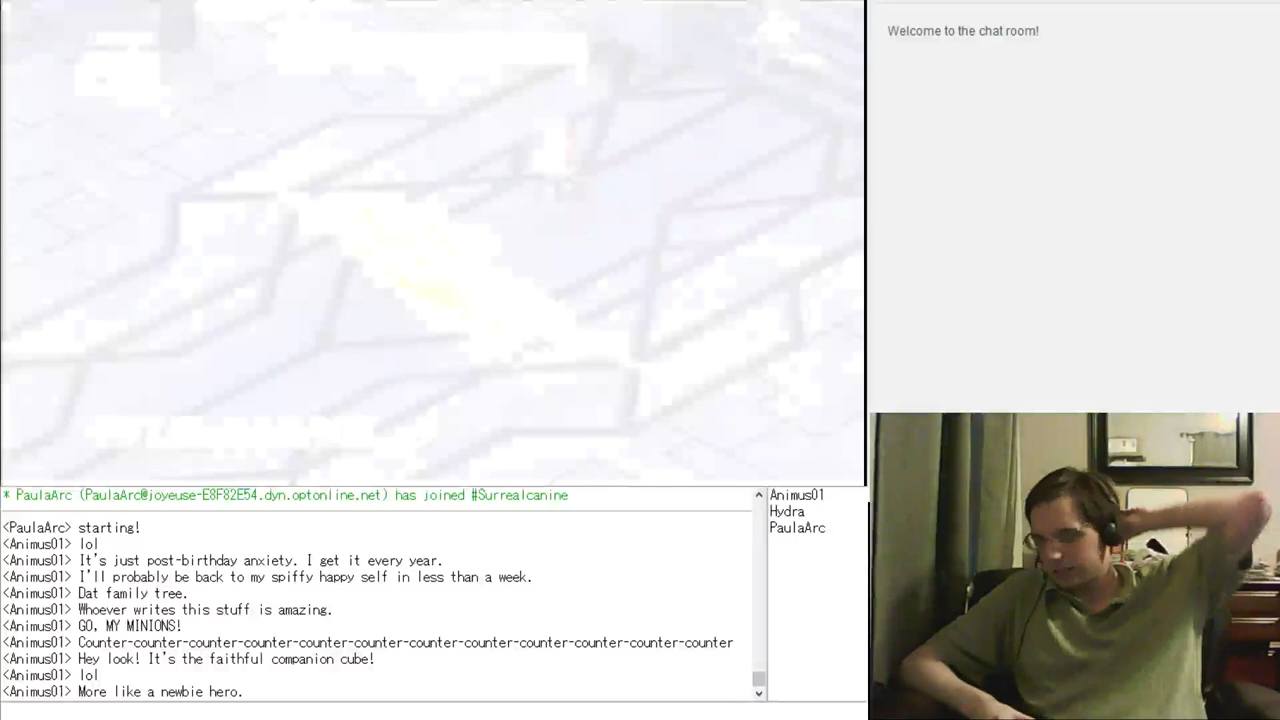 Welcome to the chat room!
* PaulaArc (PaulaArc@joyeuse-E8F82E54.dyn.optonline.net) has joined #Surrealcanine
<PaulaArc> starting!
<Animus01> lol
<Animus01> It's just post-birthday anxiety. I get it every year.
<Animus01> I'll probably be back to my spiffy happy self in less than a week.
<Animus01> Dat family tree.
<Animus01> Whoever writes this stuff is amazing.
<Animus01> GO, MY MINIONS!
<Animus01> Counter-counter-counter-counter-counter-counter-counter-counter-counter-counter-counter-counter
<Animus01> Hey look! It's the faithful companion cube!
<Animus01> lol
<Animus01> More like a newbie hero.
Animus01
Hydra
PaulaArc